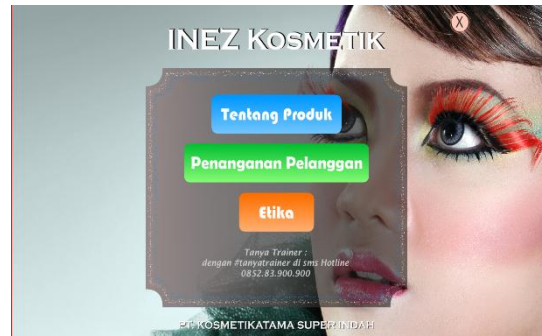 X
INEZ KOSMETIK
Tentang Produk
Penanganan Pelanggan
Etika
Tanya Trainer :
dengan #tanyatrainer di sms Hotline
0852.83.900.900
PT. KOSMETIKATAMA SUPER INDAH